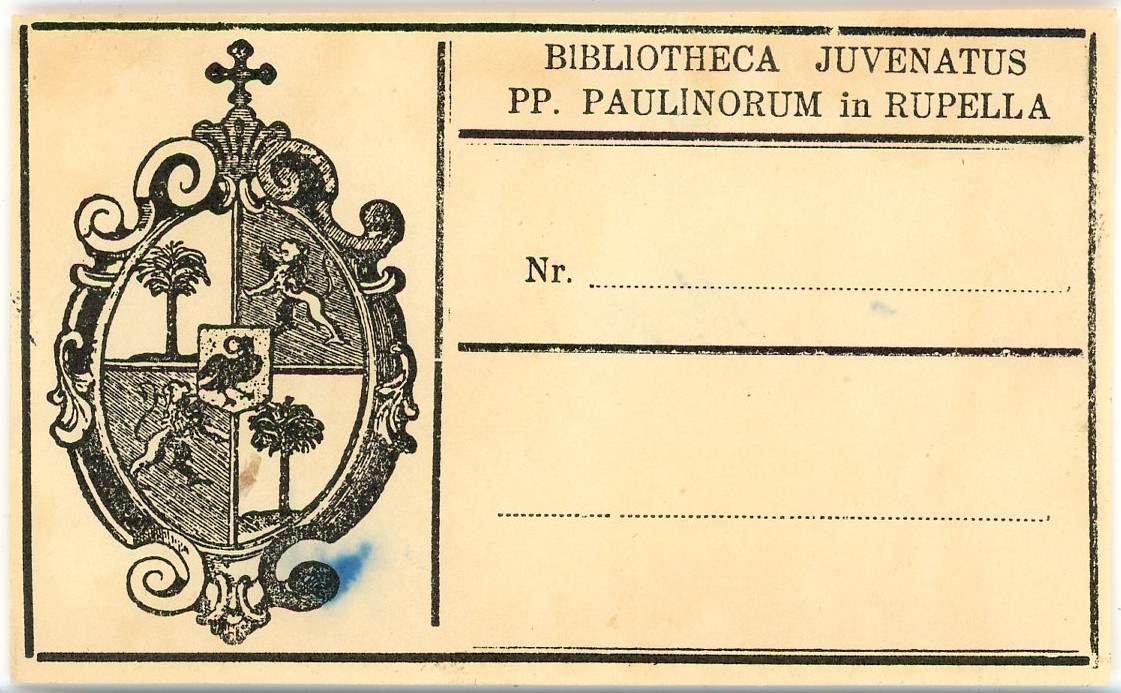 BIBLIOTHECA JUVENATUS
PP. PAULINORUM in RUPELLA
Nr.